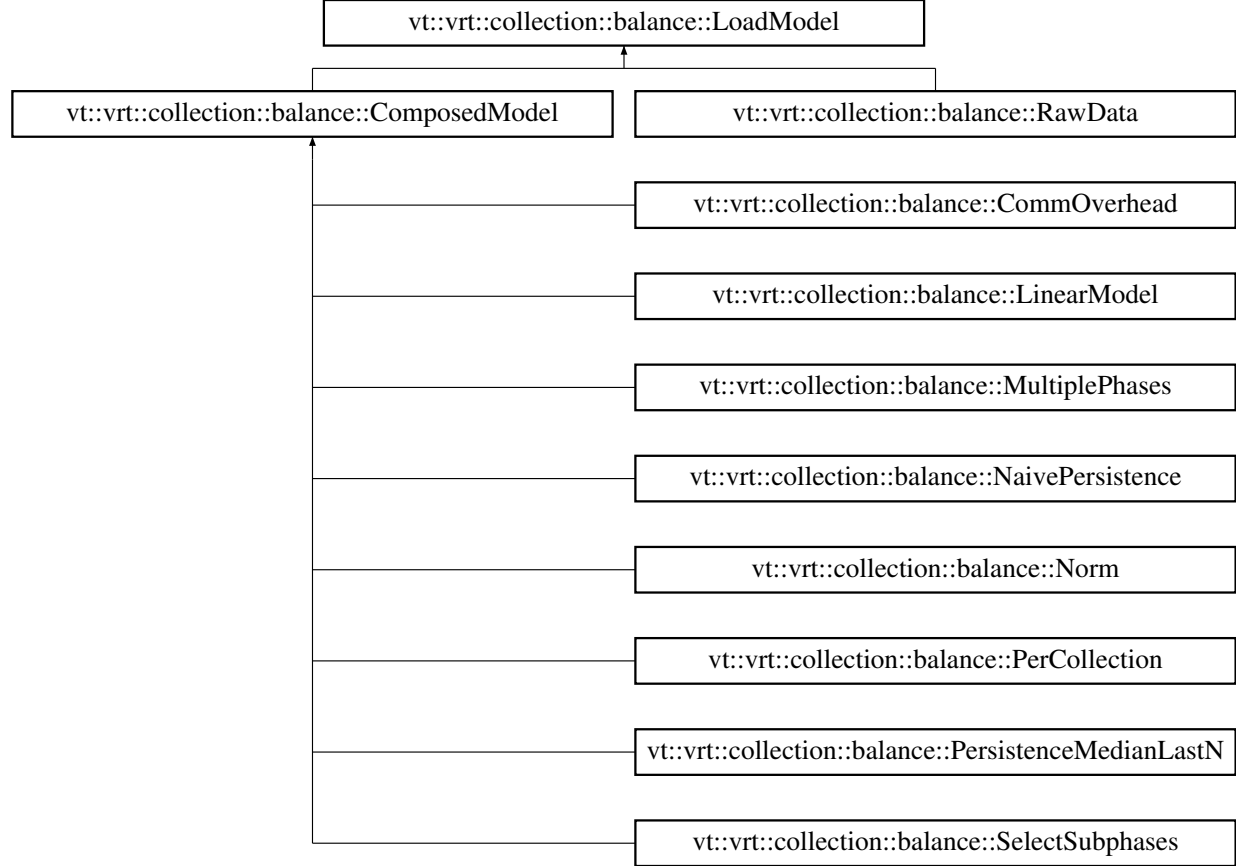 vt::vrt::collection::balance::LoadModel
vt::vrt::collection::balance::ComposedModel
vt::vrt::collection::balance::RawData
vt::vrt::collection::balance::CommOverhead
vt::vrt::collection::balance::LinearModel
vt::vrt::collection::balance::MultiplePhases
vt::vrt::collection::balance::NaivePersistence
vt::vrt::collection::balance::Norm
vt::vrt::collection::balance::PerCollection
vt::vrt::collection::balance::PersistenceMedianLastN
vt::vrt::collection::balance::SelectSubphases